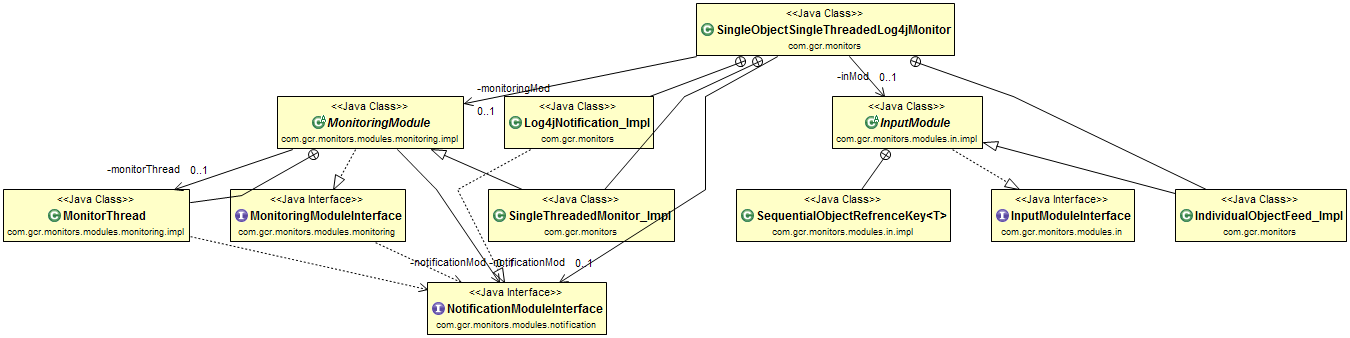 <<Java Class>>
SingleObjectSingleThreadedLog4jMonitor
com.gcr.monitors
-monitoringMod
0..1
-inMod
0..1
<<Java Class>>
MonitoringModule
com.gcr.monitors.modules.monitoring.impl
<<Java Class>>
Log4jNotification_Impl
com.gcr.monitors
<<Java Class>>
InputModule
com.gcr.monitors.modules.in.impl
-monitorThread
0..1
<<Java Class>>
MonitorThread
com.gcr.monitors.modules.monitoring.impl
<<Java Interface>>
MonitoringModuleInterface
com.gcr.monitors.modules.monitoring
<<Java Class>>
SingleThreadedMonitor_Impl
com.gcr.monitors
<<Java Class>>
SequentialObjectRefrenceKey<T>
com.gcr.monitors.modules.in.impl
<<Java Interface>>
InputModuleInterface
com.gcr.monitors.modules.in
<<Java Class>>
IndividualObjectFeed_Impl
com.gcr.monitors
-notificationMod
0..1
-notificationMod
0..1
<<Java Interface>>
NotificationModuleInterface
com.gcr.monitors.modules.notification